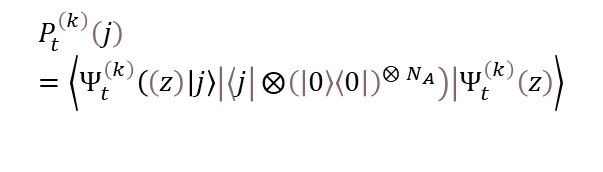 P_t^{(k)}(j)
= ⟨Ψ_t^{(k)}((z)|j⟩|⟨j|⊗(|0⟩⟨0|)^{⊗ N_A})|Ψ_t^{(k)}(z)⟩